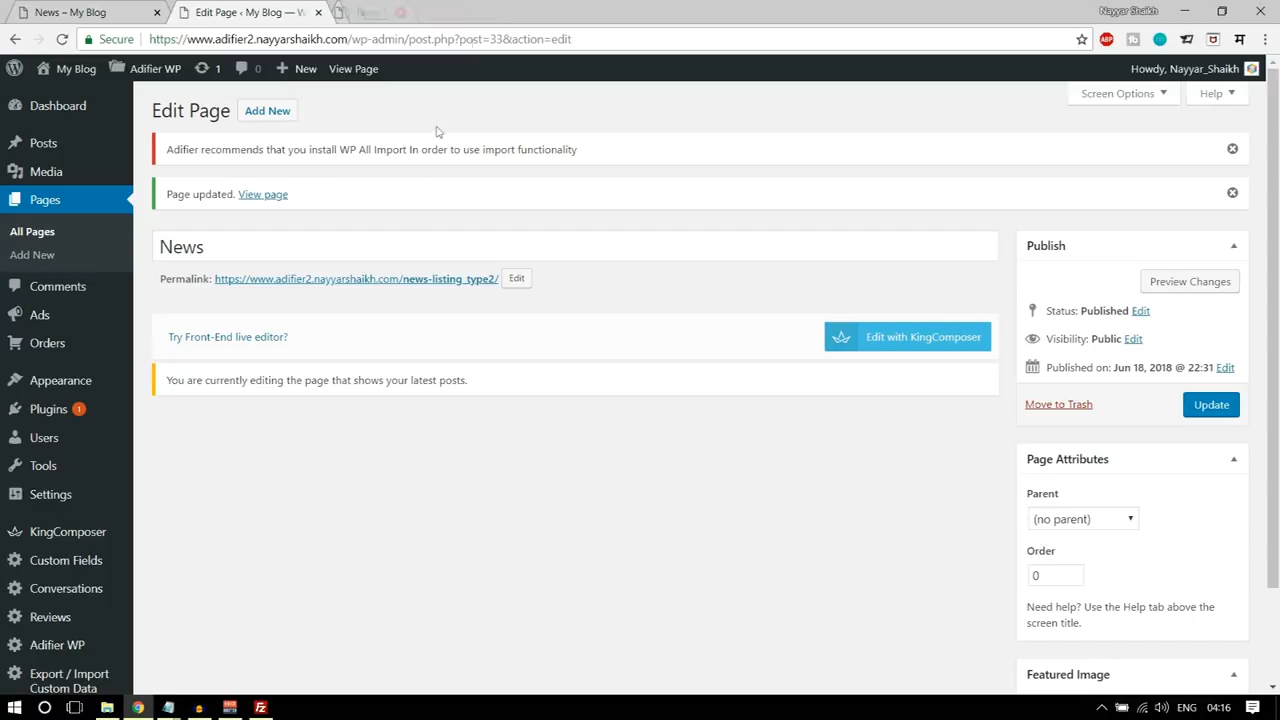 News – My Blog
Edit Page ‹ My Blog — W
Nayyar Shaikh
Secure
https://www.adifier2.nayyarshaikh.com/wp-admin/post.php?post=33&action=edit
My Blog
Adifier WP
1
0
New
View Page
Howdy, Nayyar_Shaikh
Dashboard
Posts
Media
Pages
All Pages
Add New
Comments
Ads
Orders
Appearance
Plugins 1
Users
Tools
Settings
KingComposer
Custom Fields
Conversations
Reviews
Adifier WP
Export / Import
Custom Data
Edit Page
Add New
Screen Options
Help
Adifier recommends that you install WP All Import In order to use import functionality
Page updated. View page
News
Permalink: https://www.adifier2.nayyarshaikh.com/news-listing_type2/
Edit
Try Front-End live editor?
Edit with KingComposer
You are currently editing the page that shows your latest posts.
Publish
Preview Changes
Status: Published Edit
Visibility: Public Edit
Published on: Jun 18, 2018 @ 22:31 Edit
Move to Trash
Update
Page Attributes
Parent
(no parent)
Order
0
Need help? Use the Help tab above the
screen title.
Featured Image
ENG
04:16